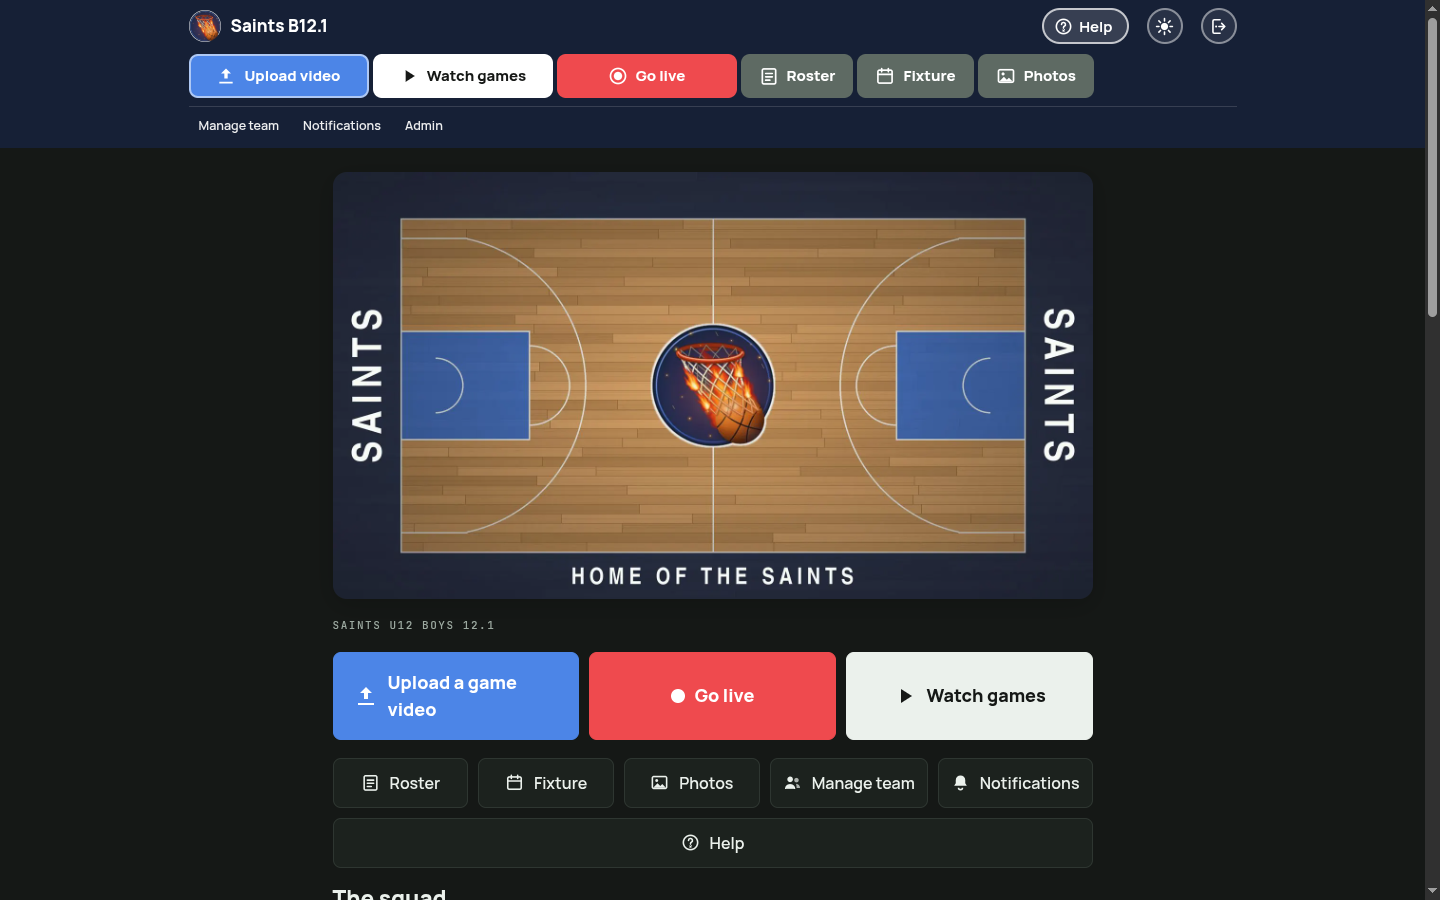 Saints B12.1
Help
Upload video
Watch games
Go live
Roster
Fixture
Photos
Manage team
Notifications
Admin
SAINTS
SAINTS
HOME OF THE SAINTS
SAINTS U12 BOYS 12.1
Upload a game
video
Go live
Watch games
Roster
Fixture
Photos
Manage team
Notifications
Help
The squad